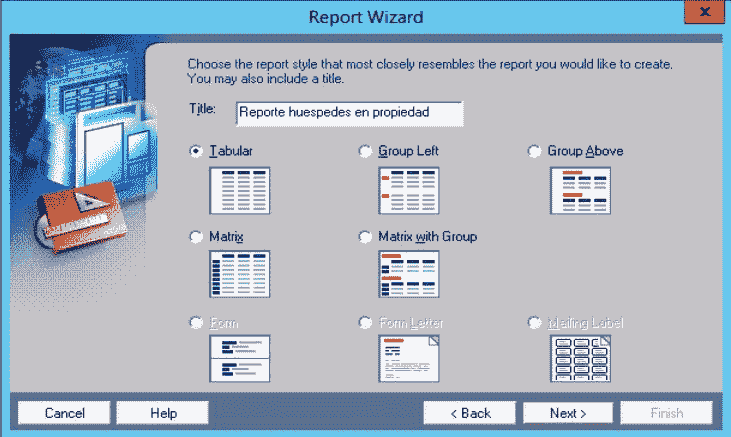 Report Wizard
x
Choose the report style that most closely resembles the report you would like to create.
You may also include a title.
Title: Reporte huespedes en propiedad
Tabular Group Left Group Above
Matrix Matrix with Group
Form Form Letter Mailing Label
Cancel Help < Back Next > Finish